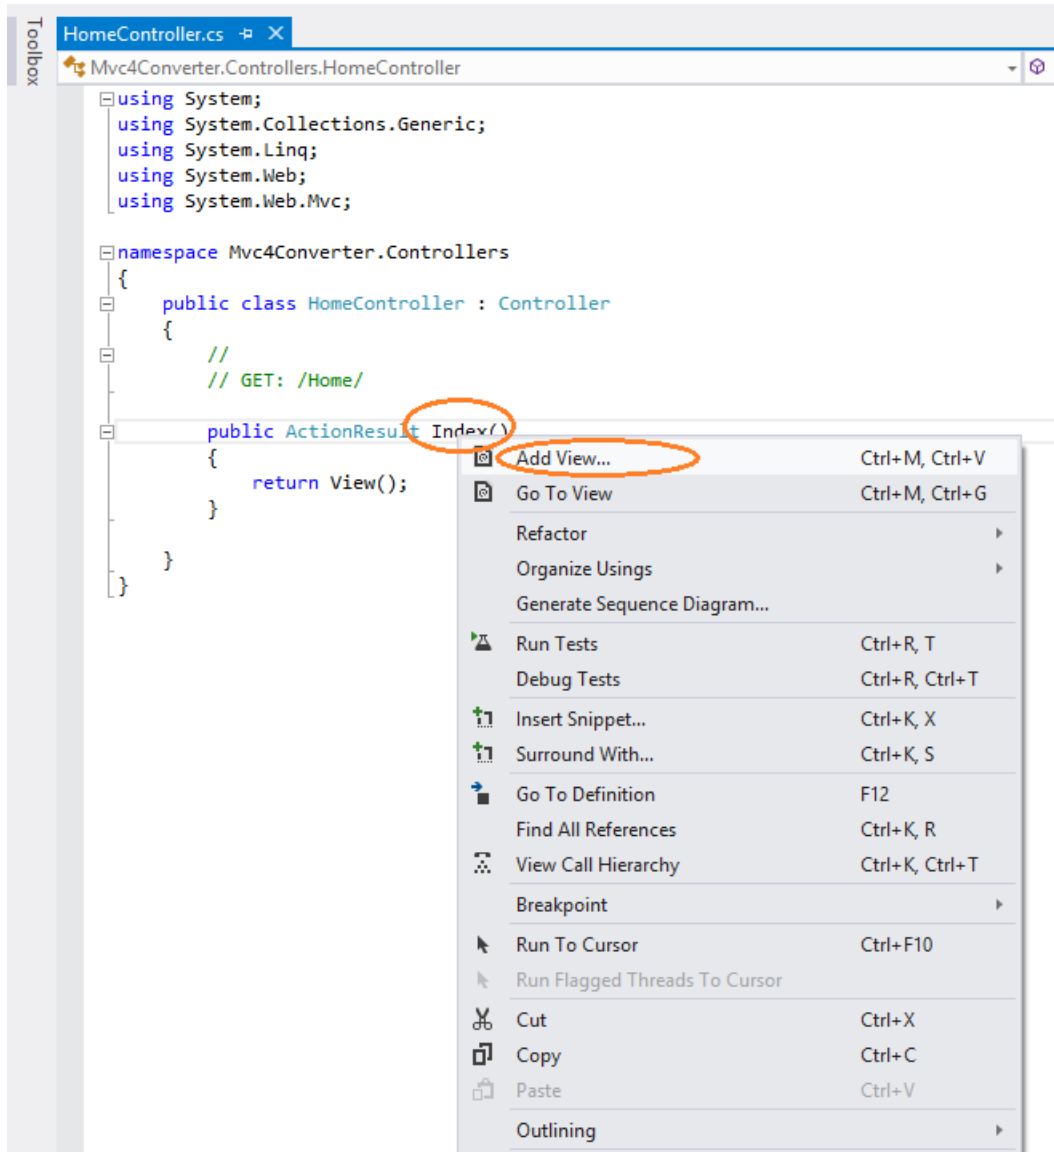 Toolbox
HomeController.cs
Mvc4Converter.Controllers.HomeController
using System;
using System.Collections.Generic;
using System.Linq;
using System.Web;
using System.Web.Mvc;
namespace Mvc4Converter.Controllers
{
public class HomeController : Controller
{
//
// GET: /Home/
public ActionResult Index()
{
return View();
}
}
}
Add View... Ctrl+M, Ctrl+V
Go To View Ctrl+M, Ctrl+G
Refactor
Organize Usings
Generate Sequence Diagram...
Run Tests Ctrl+R, T
Debug Tests Ctrl+R, Ctrl+T
Insert Snippet... Ctrl+K, X
Surround With... Ctrl+K, S
Go To Definition F12
Find All References Ctrl+K, R
View Call Hierarchy Ctrl+K, Ctrl+T
Breakpoint
Run To Cursor Ctrl+F10
Run Flagged Threads To Cursor
Cut Ctrl+X
Copy Ctrl+C
Paste Ctrl+V
Outlining